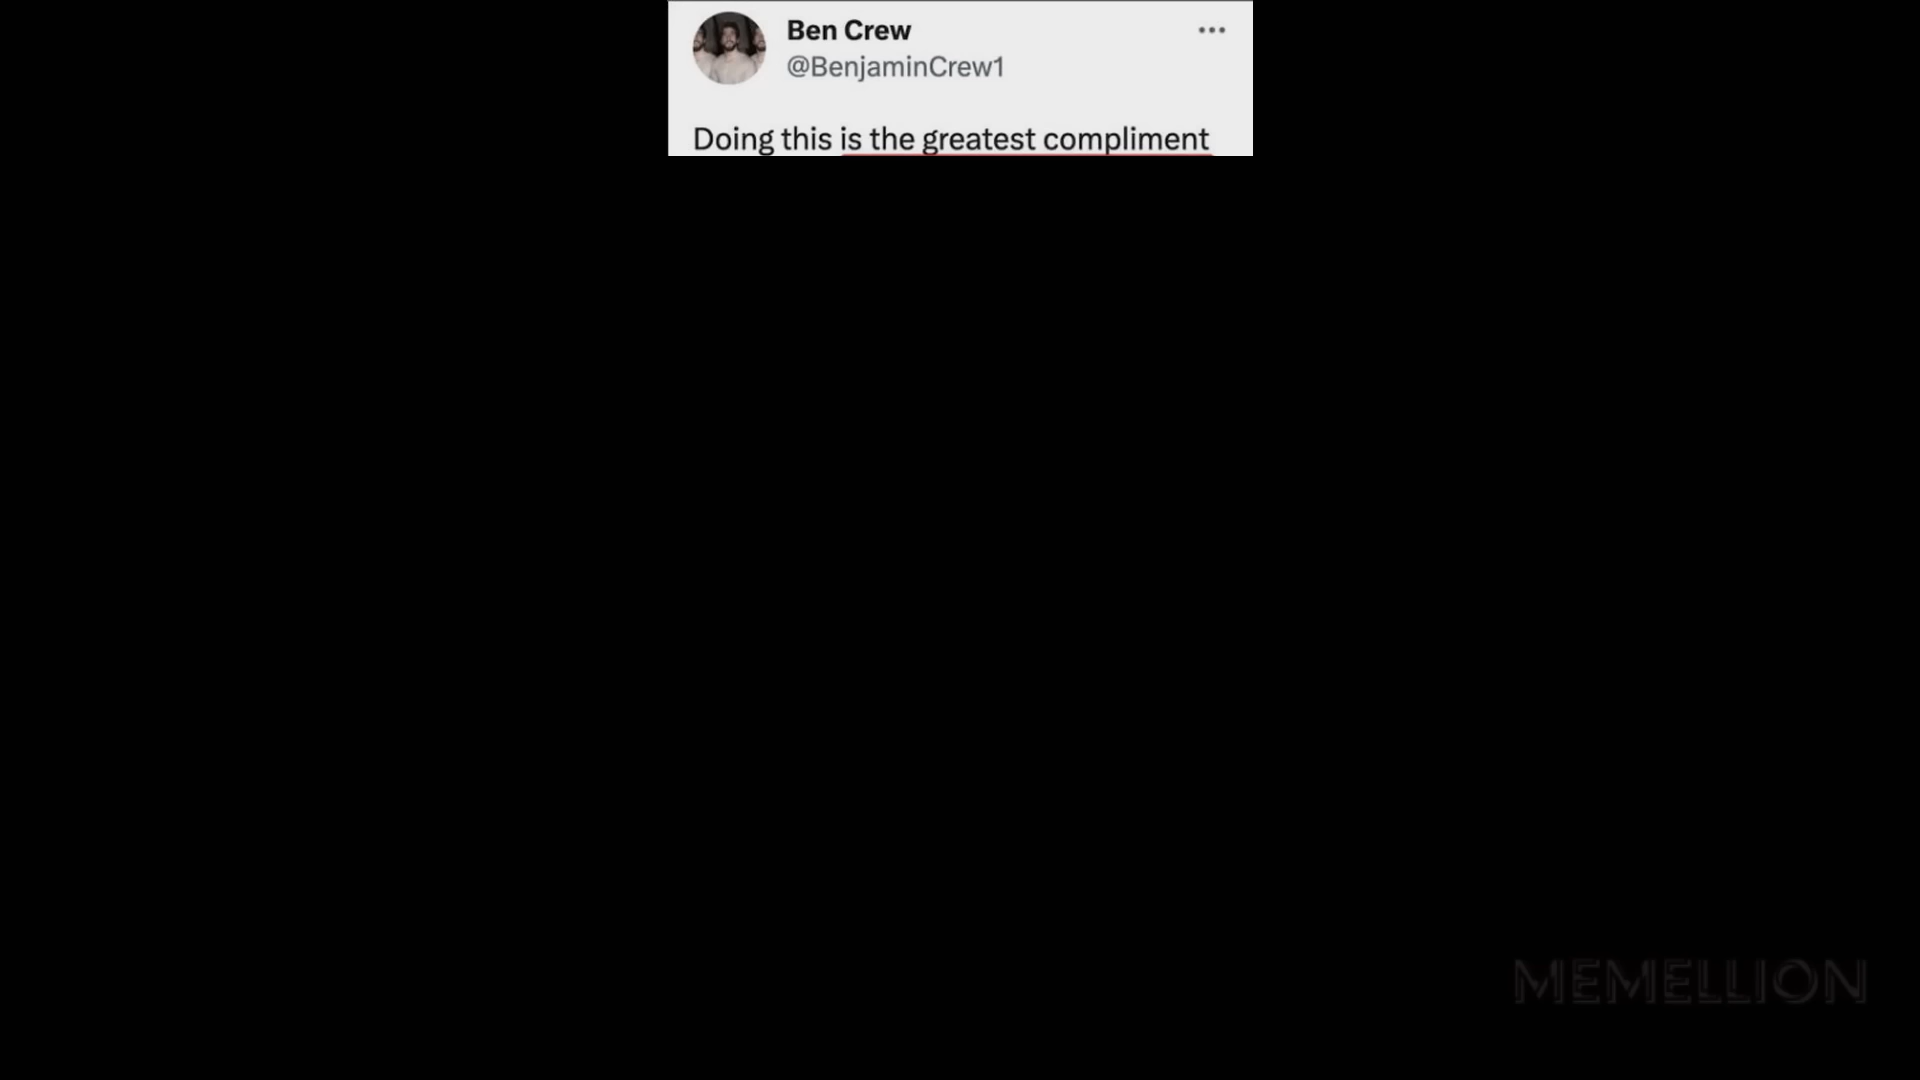 Ben Crew
@BenjaminCrew1
Doing this is the greatest compliment
MEMELLION